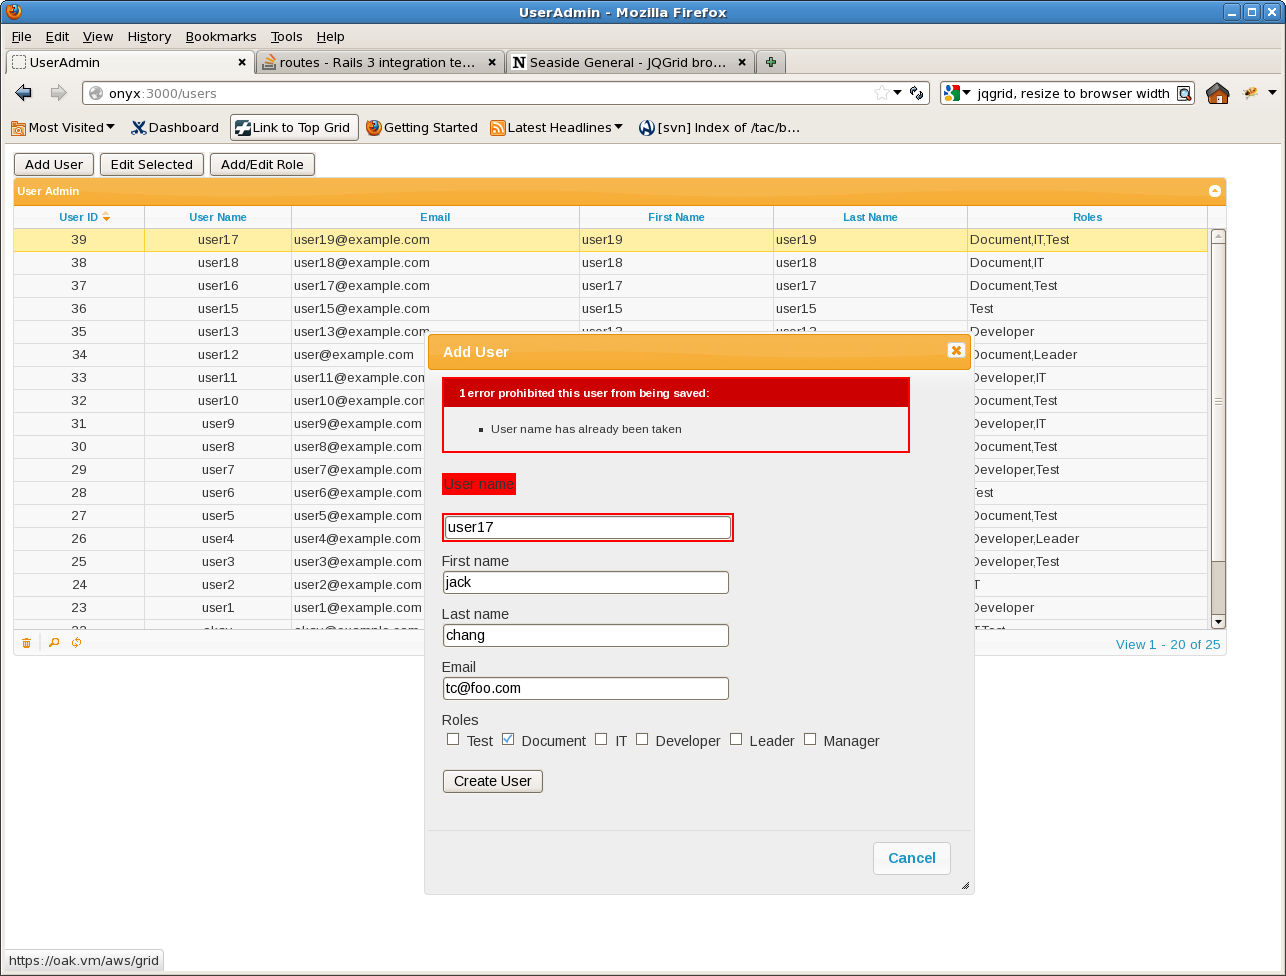 UserAdmin - Mozilla Firefox
File Edit View History Bookmarks Tools Help
UserAdmin routes - Rails 3 integration te... N Seaside General - JQGrid bro...
onyx:3000/users jqgrid, resize to browser width
Most Visited Dashboard Link to Top Grid Getting Started Latest Headlines [svn] Index of /tac/b...
Add User Edit Selected Add/Edit Role
User Admin
User ID User Name Email First Name Last Name Roles
39 user17 user19@example.com user19 user19 Document,IT,Test
38 user18 user18@example.com user18 user18 Document,IT
37 user16 user17@example.com user17 user17 Document,Test
36 user15 user15@example.com user15 user15 Test
35 user13 user13@example.com user13 user13 Developer
34 user12 user@example.com Document,Leader
33 user11 user11@example.com Developer,IT
32 user10 user10@example.com Document,Test
31 user9 user9@example.com Developer,IT
30 user8 user8@example.com Document,Test
29 user7 user7@example.com Developer,Test
28 user6 user6@example.com Test
27 user5 user5@example.com Document,Test
26 user4 user4@example.com Developer,Leader
25 user3 user3@example.com Developer,Test
24 user2 user2@example.com IT
23 user1 user1@example.com Developer
View 1 - 20 of 25
Add User
1 error prohibited this user from being saved:
User name has already been taken
User name
user17
First name
jack
Last name
chang
Email
tc@foo.com
Roles
Test Document IT Developer Leader Manager
Create User
Cancel
https://oak.vm/aws/grid